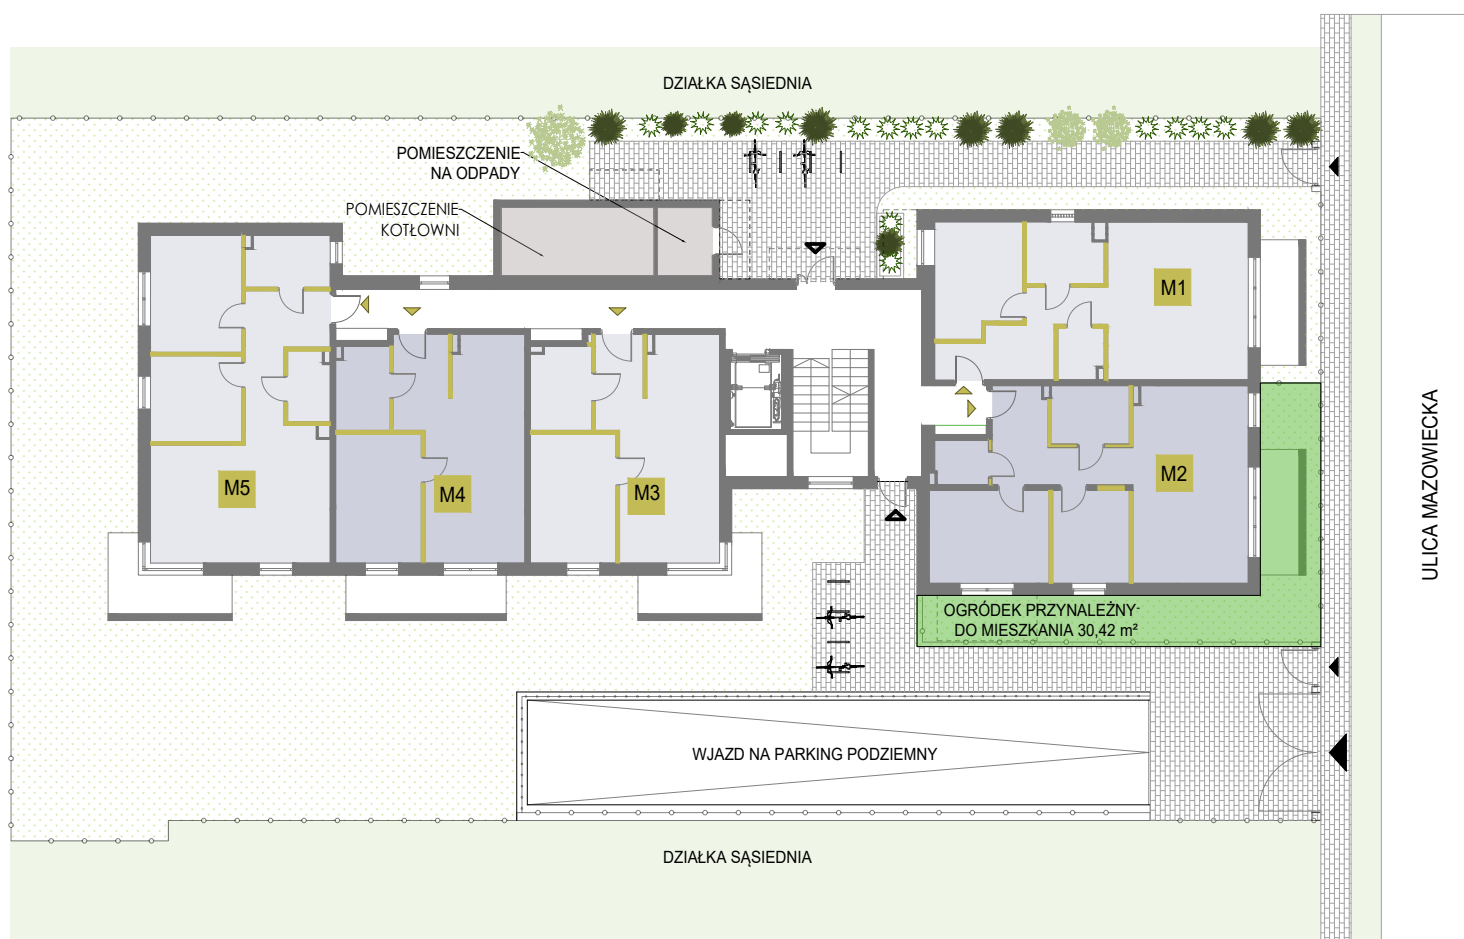 DZIAŁKA SĄSIEDNIA
POMIESZCZENIE
NA ODPADY
POMIESZCZENIE
KOTŁOWNI
M1
M2
M5
M4
M3
ULICA MAZOWIECKA
OGRÓDEK PRZYNALEŻNY
DO MIESZKANIA 30,42 m²
WJAZD NA PARKING PODZIEMNY
DZIAŁKA SĄSIEDNIA